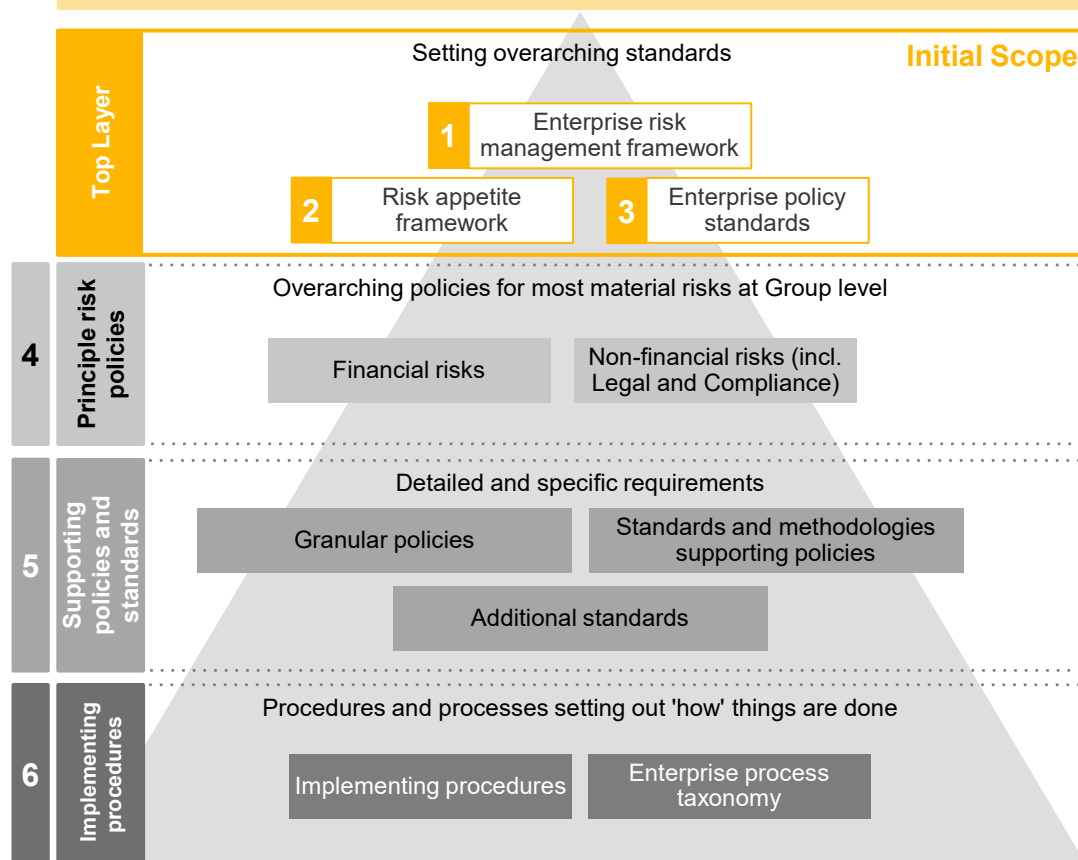 Setting overarching standards
Initial Scope
Top Layer
1
Enterprise risk
management framework
2
Risk appetite
framework
3
Enterprise policy
standards
4
Principle risk
policies
Overarching policies for most material risks at Group level
Financial risks
Non-financial risks (incl.
Legal and Compliance)
5
Supporting
policies and
standards
Detailed and specific requirements
Granular policies
Standards and methodologies
supporting policies
Additional standards
6
Implementing
procedures
Procedures and processes setting out 'how' things are done
Implementing procedures
Enterprise process
taxonomy